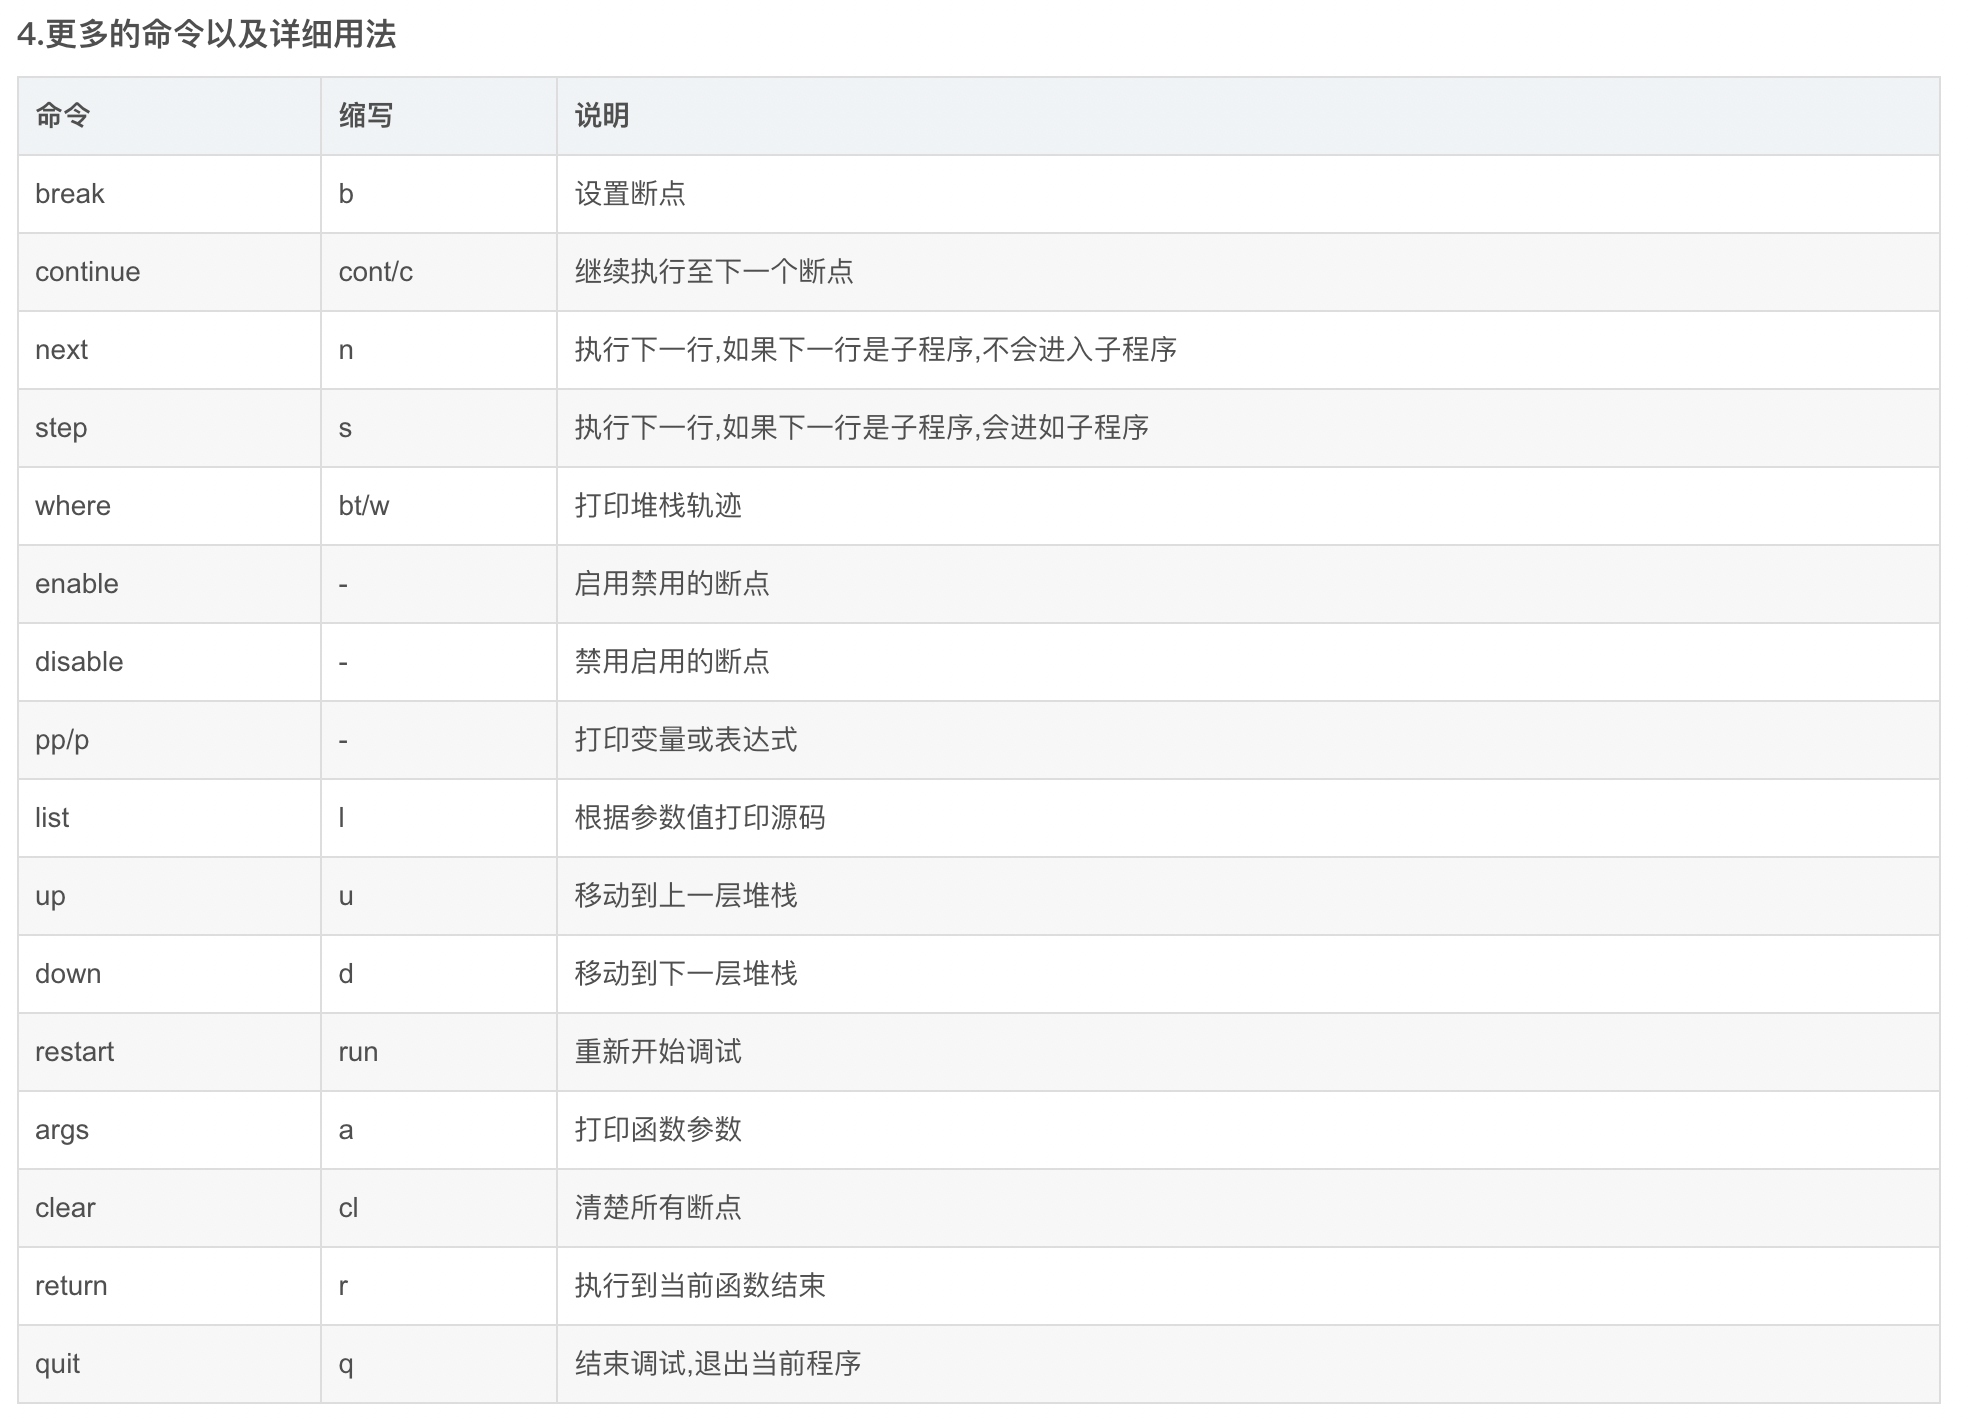 4.更多的命令以及详细用法
命令 缩写 说明
break b 设置断点
continue cont/c 继续执行至下一个断点
next n 执行下一行,如果下一行是子程序,不会进入子程序
step s 执行下一行,如果下一行是子程序,会进如子程序
where bt/w 打印堆栈轨迹
enable - 启用禁用的断点
disable - 禁用启用的断点
pp/p - 打印变量或表达式
list l 根据参数值打印源码
up u 移动到上一层堆栈
down d 移动到下一层堆栈
restart run 重新开始调试
args a 打印函数参数
clear cl 清楚所有断点
return r 执行到当前函数结束
quit q 结束调试,退出当前程序